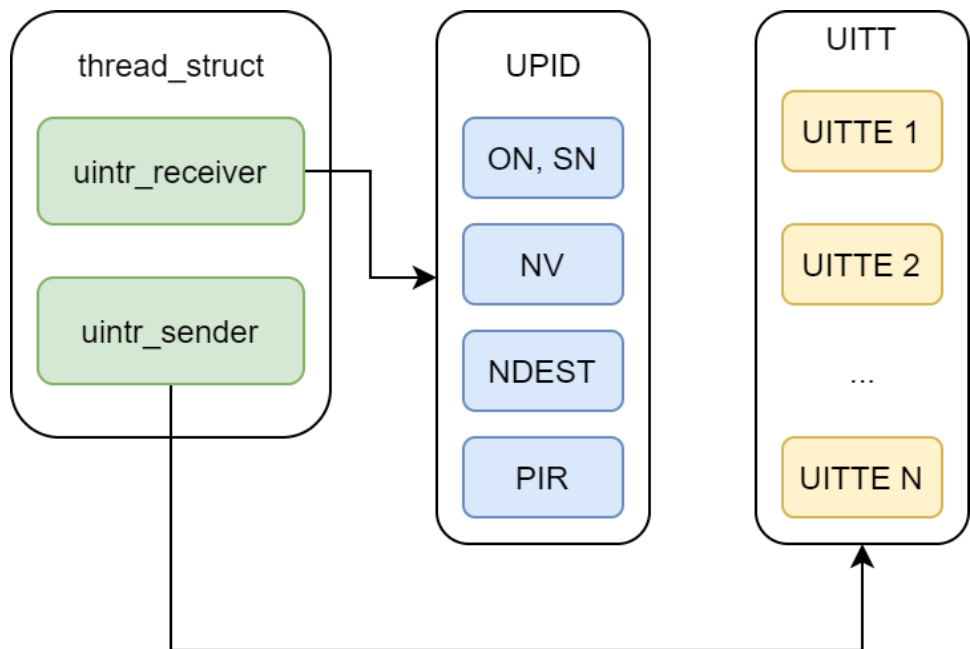 thread_struct
uintr_receiver
uintr_sender
UPID
ON, SN
NV
NDEST
PIR
UITT
UITTE 1
UITTE 2
...
UITTE N